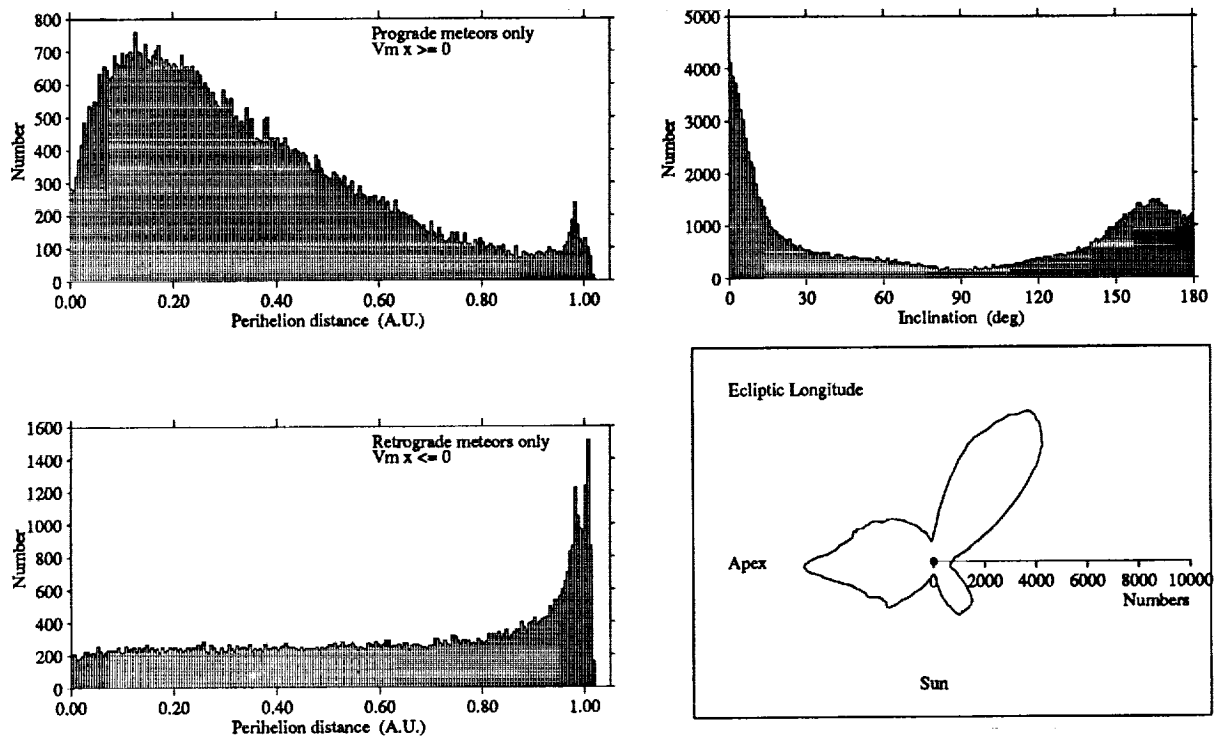 800
700
600
500
400
300
200
100
0
Number
Prograde meteors only
Vm x >= 0
0.00 0.20 0.40 0.60 0.80 1.00
Perihelion distance (A.U.)
5000
4000
3000
2000
1000
0
Number
0 30 60 90 120 150 180
Inclination (deg)
1600
1400
1200
1000
800
600
400
200
0
Number
Retrograde meteors only
Vm x <= 0
0.00 0.20 0.40 0.60 0.80 1.00
Perihelion distance (A.U.)
Ecliptic Longitude
Apex
0 2000 4000 6000 8000 10000
Numbers
Sun